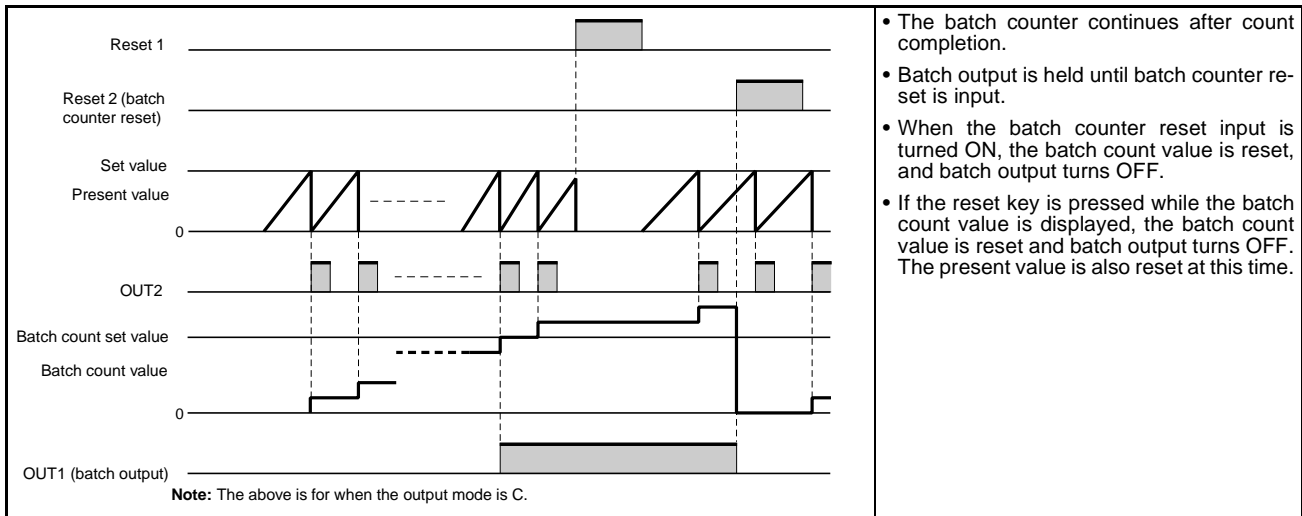 Reset 1
Reset 2 (batch
counter reset)
Set value
Present value
0
OUT2
Batch count set value
Batch count value
0
OUT1 (batch output)
Note: The above is for when the output mode is C.
• The batch counter continues after count
completion.
• Batch output is held until batch counter re-
set is input.
• When the batch counter reset input is
turned ON, the batch count value is reset,
and batch output turns OFF.
• If the reset key is pressed while the batch
count value is displayed, the batch count
value is reset and batch output turns OFF.
The present value is also reset at this time.